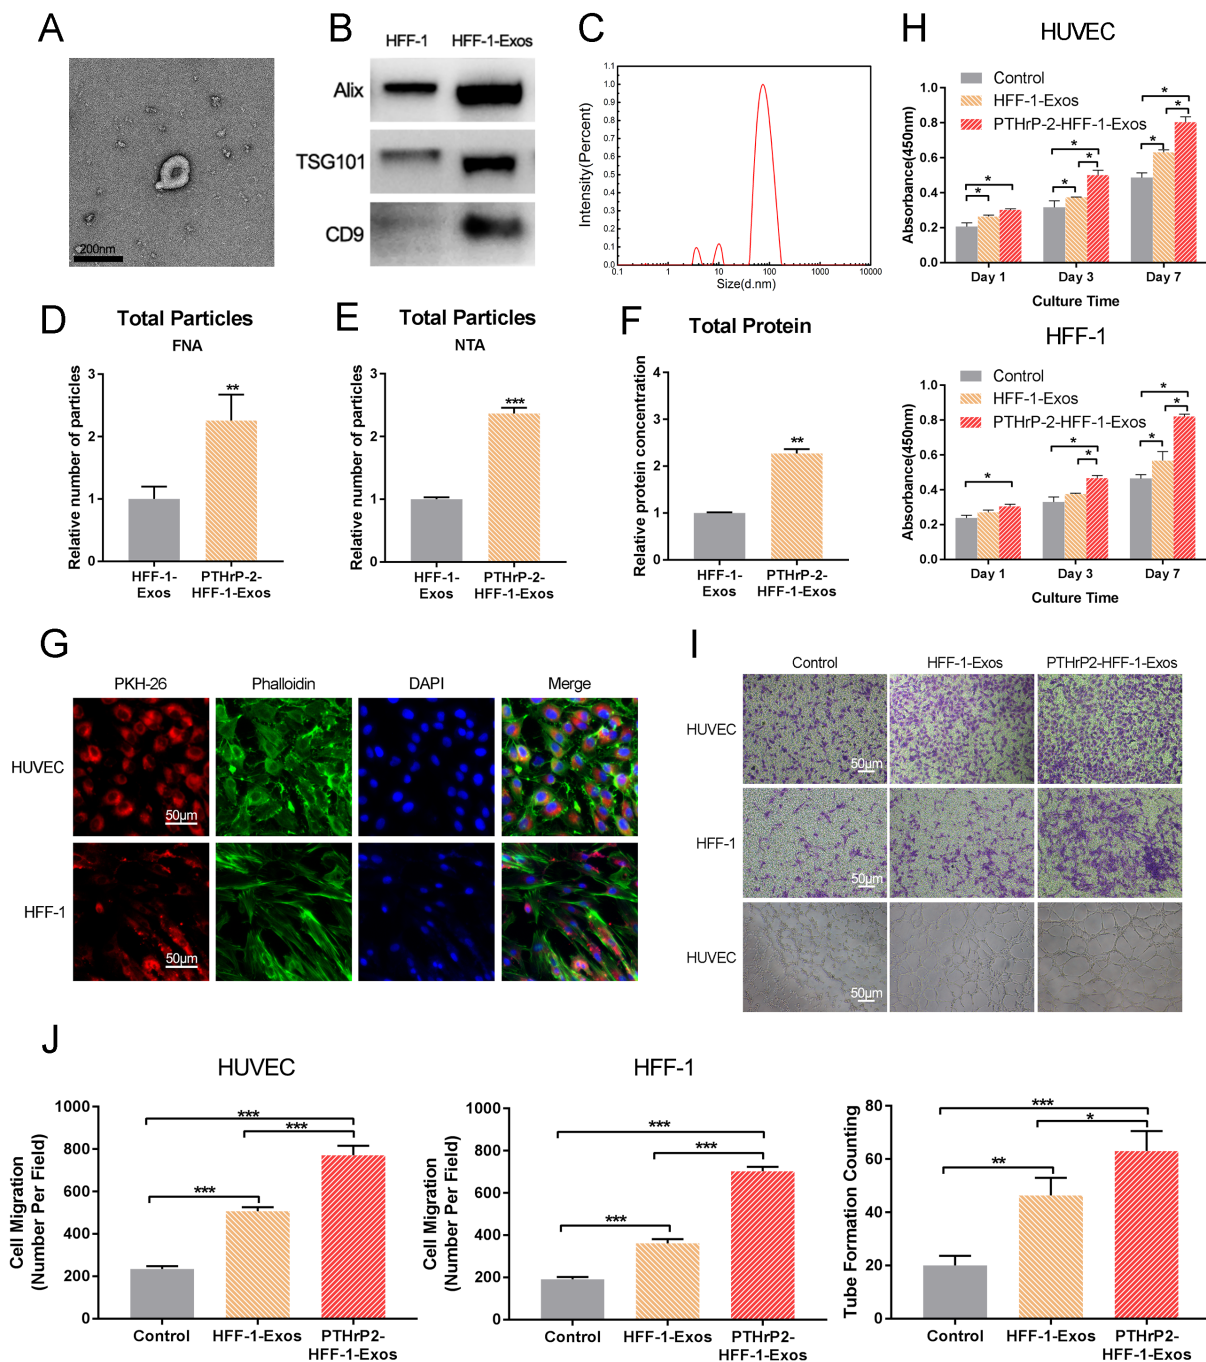 A
200nm
B
HFF-1 HFF-1-Exos
Alix
TSG101
CD9
C
Intensity(Percent)
1.1
1.0
0.9
0.8
0.7
0.6
0.5
0.4
0.3
0.2
0.1
0.0
0.1 1 10 100 1000 10000
Size(d.nm)
H
HUVEC
Control
HFF-1-Exos
PTHrP-2-HFF-1-Exos
Absorbance(450nm)
1.0
0.8
0.6
0.4
0.2
0.0
* * * * * * * *
Day 1 Day 3 Day 7
Culture Time
HFF-1
Control
HFF-1-Exos
PTHrP-2-HFF-1-Exos
Absorbance(450nm)
1.0
0.8
0.6
0.4
0.2
0.0
* * * * * *
Day 1 Day 3 Day 7
Culture Time
D
Total Particles
FNA
Relative number of particles
3
2
1
0
**
HFF-1-
Exos
PTHrP-2-
HFF-1-Exos
E
Total Particles
NTA
Relative number of particles
3
2
1
0
***
HFF-1-
Exos
PTHrP-2-
HFF-1-Exos
F
Total Protein
Relative protein concentration
4
3
2
1
0
**
HFF-1-
Exos
PTHrP-2-
HFF-1-Exos
G
PKH-26 Phalloidin DAPI Merge
HUVEC
50μm
HFF-1
50μm
I
Control HFF-1-Exos PTHrP2-HFF-1-Exos
HUVEC
50μm
HFF-1
50μm
HUVEC
50μm
J
HUVEC
Cell Migration
(Number Per Field)
1000
800
600
400
200
0
***
***
***
Control HFF-1-Exos PTHrP2-
HFF-1-Exos
HFF-1
Cell Migration
(Number Per Field)
1000
800
600
400
200
0
***
***
***
Control HFF-1-Exos PTHrP2-
HFF-1-Exos
Tube Formation Counting
80
60
40
20
0
***
*
**
Control HFF-1-Exos PTHrP2-
HFF-1-Exos